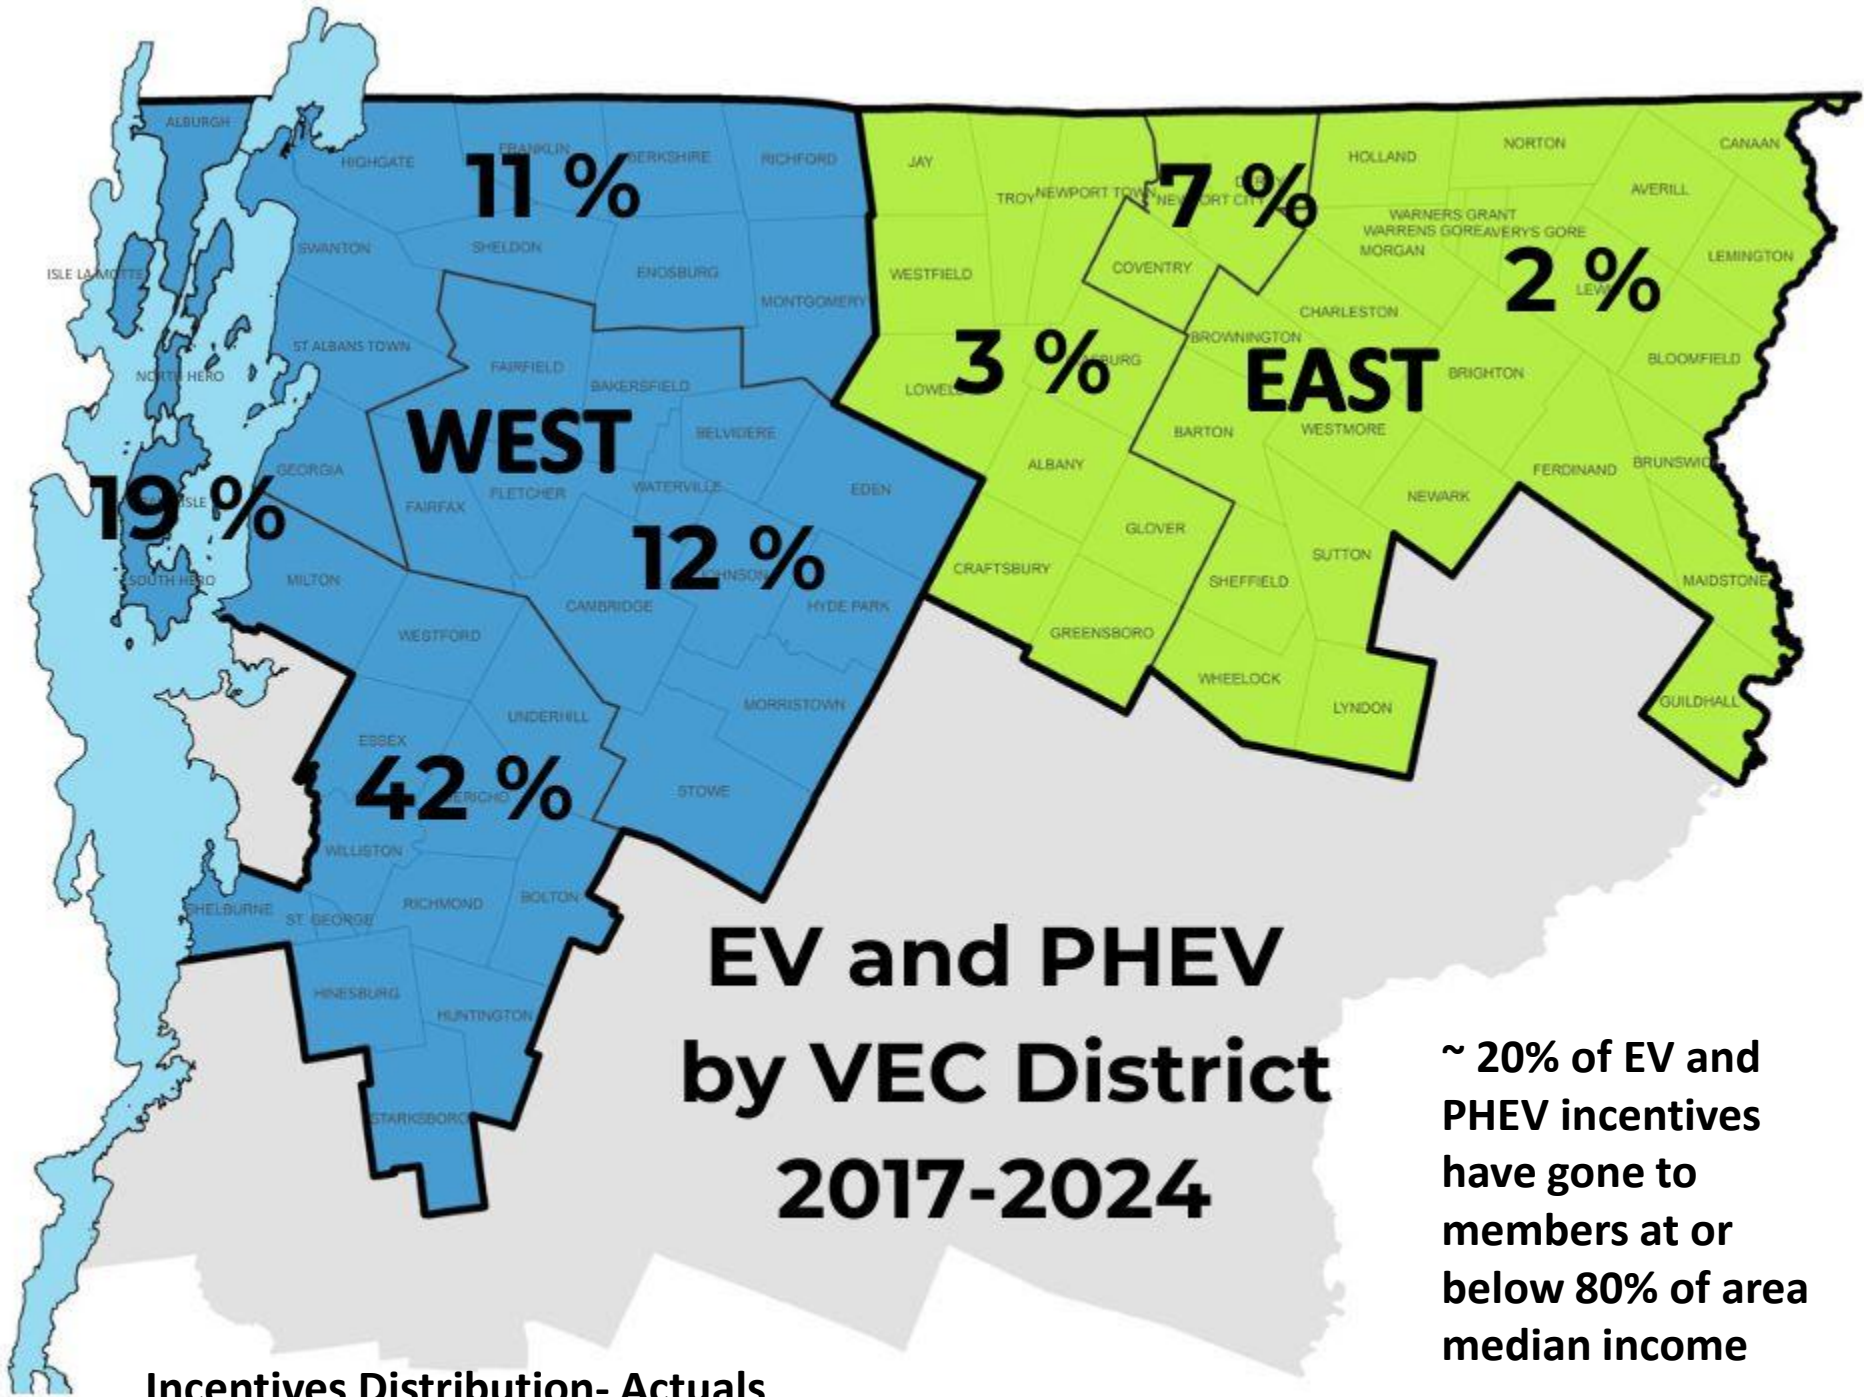 ALBURGH
HIGHGATE
FRANKLIN
BERKSHIRE
RICHFORD
11 %
JAY
TROY
NEWPORT TOWN
7 %
HOLLAND
NORTON
CANAAN
AVERILL
SWANTON
SHELDON
ENOSBURG
MONTGOMERY
ISLE LA MOTTE
WESTFIELD
COVENTRY
WARNERS GRANT
WARRENS GORE
AVERY'S GORE
MORGAN
LEMINGTON
2 %
CHARLESTON
ST ALBANS TOWN
NORTH HERO
FAIRFIELD
BAKERSFIELD
3 %
BROWNINGTON
EAST
BRIGHTON
BLOOMFIELD
WEST
BELVIDERE
BARTON
WESTMORE
GEORGIA
FAIRFAX
FLETCHER
WATERVILLE
EDEN
ALBANY
FERDINAND
BRUNSWICK
NEWARK
19 %
12 %
GLOVER
SUTTON
SOUTH HERO
MILTON
CAMBRIDGE
HYDE PARK
CRAFTSBURY
SHEFFIELD
MAIDSTONE
WESTFORD
GREENSBORO
WHEELOCK
LYNDON
GUILDHALL
UNDERHILL
MORRISTOWN
ESSEX
42 %
STOWE
WILLISTON
SHELBURNE
ST. GEORGE
RICHMOND
BOLTON
HINESBURG
HUNTINGTON
STARKSBORO
EV and PHEV
by VEC District
2017-2024
~ 20% of EV and
PHEV incentives
have gone to
members at or
below 80% of area
median income
Incentives Distribution- Actuals